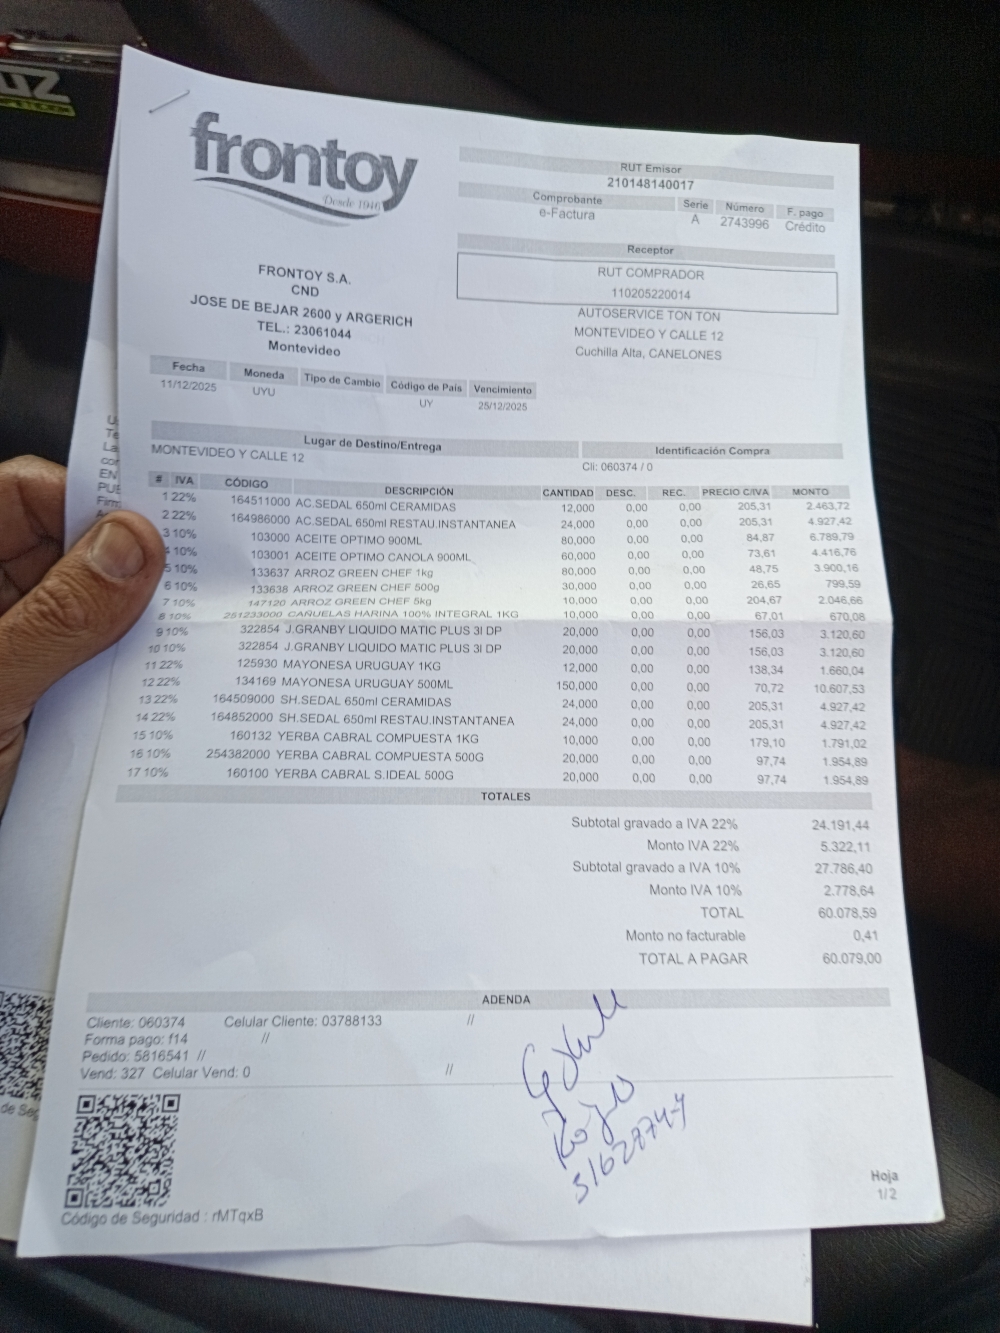 frontoy
Desde 1946
RUT Emisor
210148140017
Comprobante Serie Número F. pago
e-Factura A 2743996 Crédito
Receptor
RUT COMPRADOR
110205220014
AUTOSERVICE TON TON
MONTEVIDEO Y CALLE 12
Cuchilla Alta, CANELONES
FRONTOY S.A.
CND
JOSE DE BEJAR 2600 y ARGERICH
TEL.: 23061044
Montevideo
Fecha Moneda Tipo de Cambio Código de País Vencimiento
11/12/2025 UYU UY 25/12/2025
Lugar de Destino/Entrega Identificación Compra
MONTEVIDEO Y CALLE 12 Cli: 060374 / 0
# IVA CÓDIGO DESCRIPCIÓN CANTIDAD DESC. REC. PRECIO C/IVA MONTO
1 22% 164511000 AC.SEDAL 650ml CERAMIDAS 12,000 0,00 0,00 205,31 2.463,72
2 22% 164986000 AC.SEDAL 650ml RESTAU.INSTANTANEA 24,000 0,00 0,00 205,31 4.927,42
3 10% 103000 ACEITE OPTIMO 900ML 80,000 0,00 0,00 84,87 6.789,79
4 10% 103001 ACEITE OPTIMO CANOLA 900ML 60,000 0,00 0,00 73,61 4.416,76
5 10% 133637 ARROZ GREEN CHEF 1kg 80,000 0,00 0,00 48,75 3.900,16
6 10% 133638 ARROZ GREEN CHEF 500g 30,000 0,00 0,00 26,65 799,59
7 10% 147120 ARROZ GREEN CHEF 5kg 10,000 0,00 0,00 204,67 2.046,66
8 10% 251233000 CAÑUELAS HARINA 100% INTEGRAL 1KG 10,000 0,00 0,00 67,01 670,08
9 10% 322854 J.GRANBY LIQUIDO MATIC PLUS 3l DP 20,000 0,00 0,00 156,03 3.120,60
10 10% 322854 J.GRANBY LIQUIDO MATIC PLUS 3l DP 20,000 0,00 0,00 156,03 3.120,60
11 22% 125930 MAYONESA URUGUAY 1KG 12,000 0,00 0,00 138,34 1.660,04
12 22% 134169 MAYONESA URUGUAY 500ML 150,000 0,00 0,00 70,72 10.607,53
13 22% 164509000 SH.SEDAL 650ml CERAMIDAS 24,000 0,00 0,00 205,31 4.927,42
14 22% 164852000 SH.SEDAL 650ml RESTAU.INSTANTANEA 24,000 0,00 0,00 205,31 4.927,42
15 10% 160132 YERBA CABRAL COMPUESTA 1KG 10,000 0,00 0,00 179,10 1.791,02
16 10% 254382000 YERBA CABRAL COMPUESTA 500G 20,000 0,00 0,00 97,74 1.954,89
17 10% 160100 YERBA CABRAL S.IDEAL 500G 20,000 0,00 0,00 97,74 1.954,89
TOTALES
Subtotal gravado a IVA 22% 24.191,44
Monto IVA 22% 5.322,11
Subtotal gravado a IVA 10% 27.786,40
Monto IVA 10% 2.778,64
TOTAL 60.078,59
Monto no facturable 0,41
TOTAL A PAGAR 60.079,00
ADENDA
Cliente: 060374 Celular Cliente: 03788133 //
Forma pago: f14 //
Pedido: 5816541 //
Vend: 327 Celular Vend: 0 //
Código de Seguridad : rMTqxB
Hoja
1/2